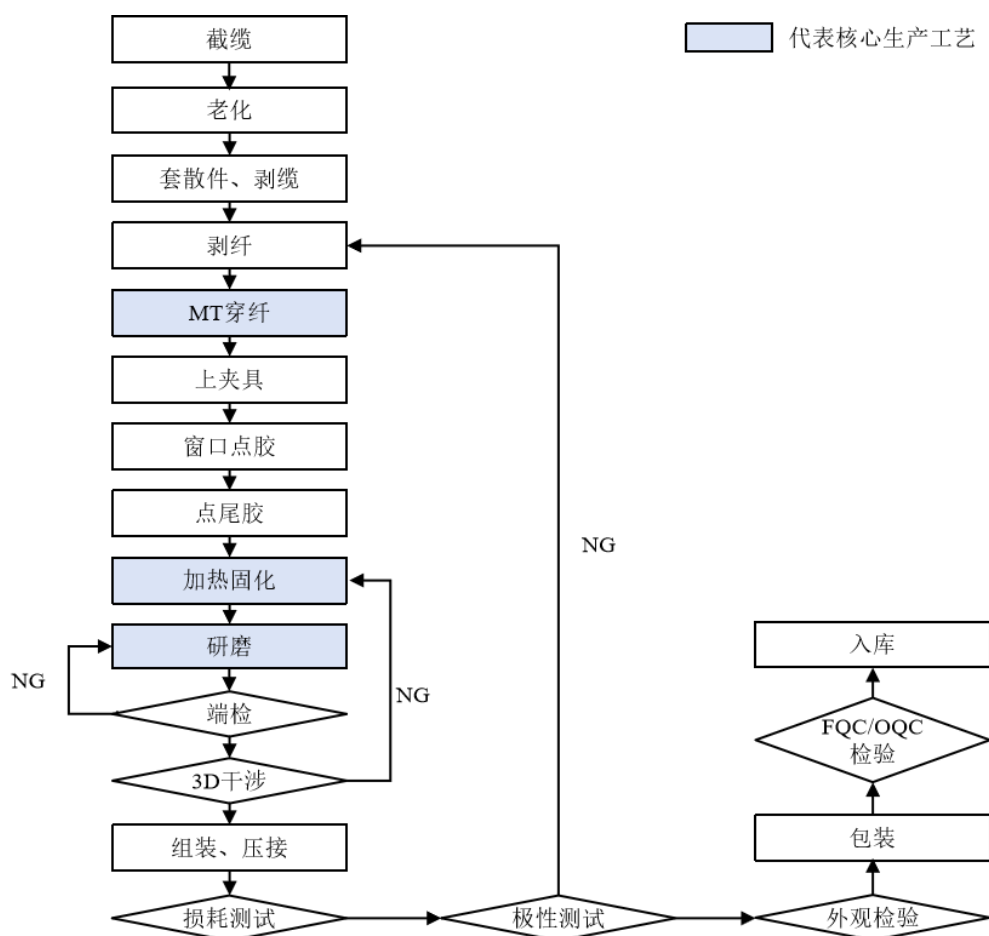 截缆
代表核心生产工艺
老化
套散件、剥缆
剥纤
MT穿纤
上夹具
窗口点胶
点尾胶
NG
加热固化
研磨
入库
NG
NG
端检
FQC/OQC
检验
3D干涉
组装、压接
包装
损耗测试
极性测试
外观检验